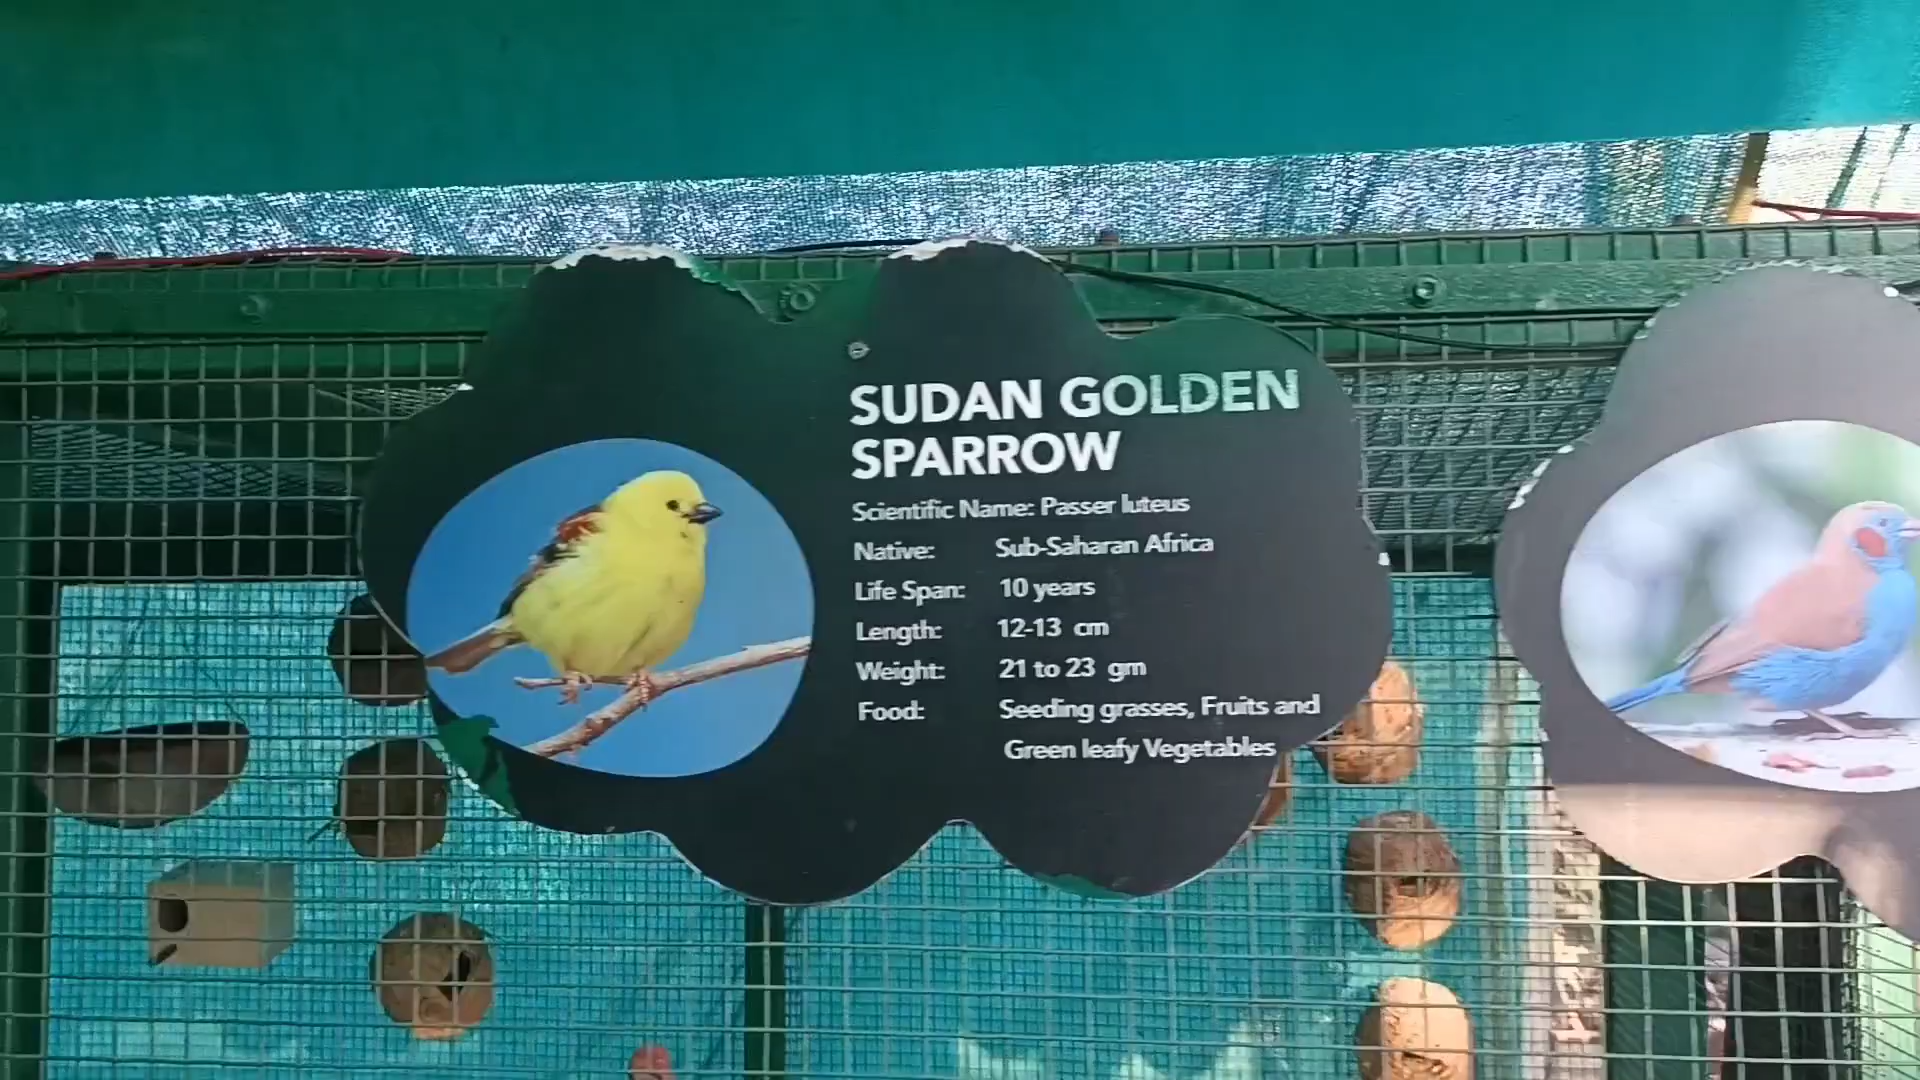 SUDAN GOLDEN
SPARROW
Scientific Name: Passer luteus
Native: Sub-Saharan Africa
Life Span: 10 years
Length: 12-13 cm
Weight: 21 to 23 gm
Food: Seeding grasses, Fruits and
Green leafy Vegetables